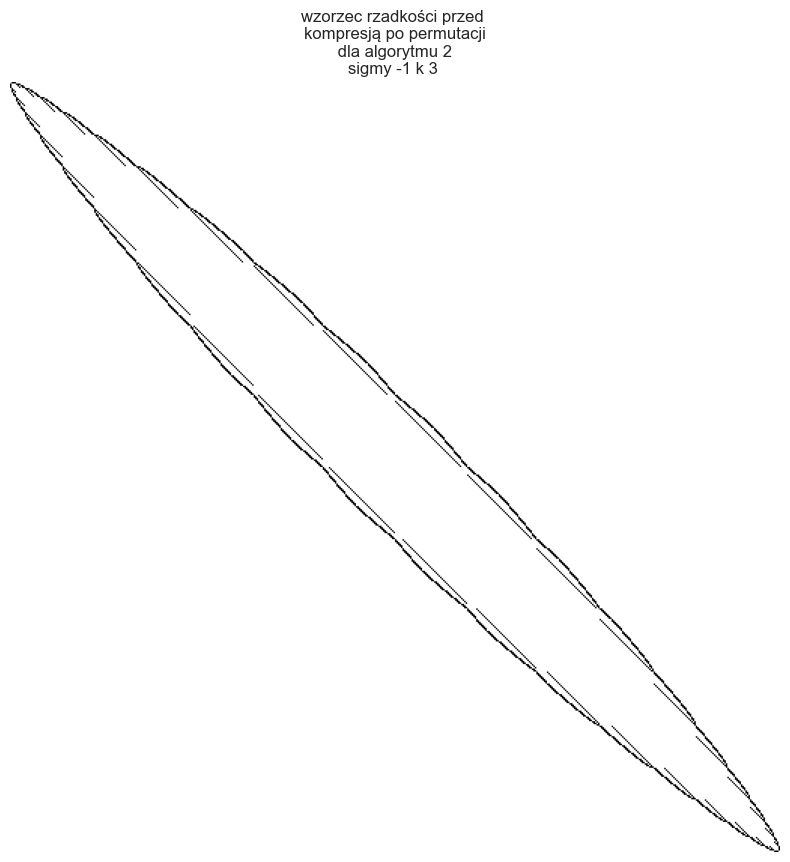 wzorzec rzadkości przed
kompresją po permutacji
dla algorytmu 2
sigmy -1 k 3